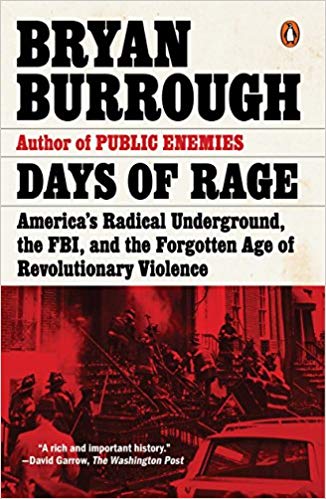 BRYAN
BURROUGH
Author of PUBLIC ENEMIES
DAYS OF RAGE
America's Radical Underground,
the FBI, and the Forgotten Age of
Revolutionary Violence
"A rich and important history."
—David Garrow, The Washington Post